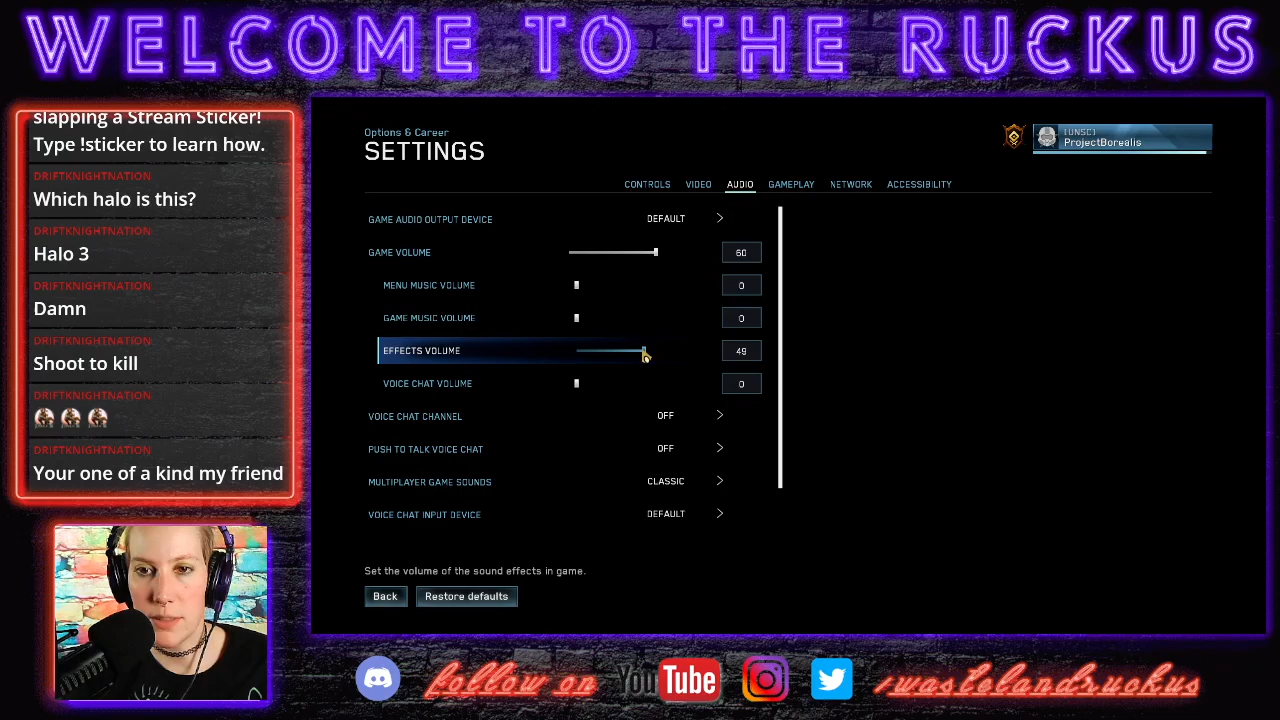 WELCOME TO THE RUCKUS
slapping a Stream Sticker!
Type !sticker to learn how.
DRIFTKNIGHTNATION
Which halo is this?
DRIFTKNIGHTNATION
Halo 3
DRIFTKNIGHTNATION
Damn
DRIFTKNIGHTNATION
Shoot to kill
DRIFTKNIGHTNATION
DRIFTKNIGHTNATION
Your one of a kind my friend
Options & Career
SETTINGS
[UNSC]
ProjectBorealis
CONTROLS VIDEO AUDIO GAMEPLAY NETWORK ACCESSIBILITY
GAME AUDIO OUTPUT DEVICE DEFAULT
GAME VOLUME 60
MENU MUSIC VOLUME 0
GAME MUSIC VOLUME 0
EFFECTS VOLUME 49
VOICE CHAT VOLUME 0
VOICE CHAT CHANNEL OFF
PUSH TO TALK VOICE CHAT OFF
MULTIPLAYER GAME SOUNDS CLASSIC
VOICE CHAT INPUT DEVICE DEFAULT
Set the volume of the sound effects in game.
Back Restore defaults
follow on YouTube /wastelandruckus